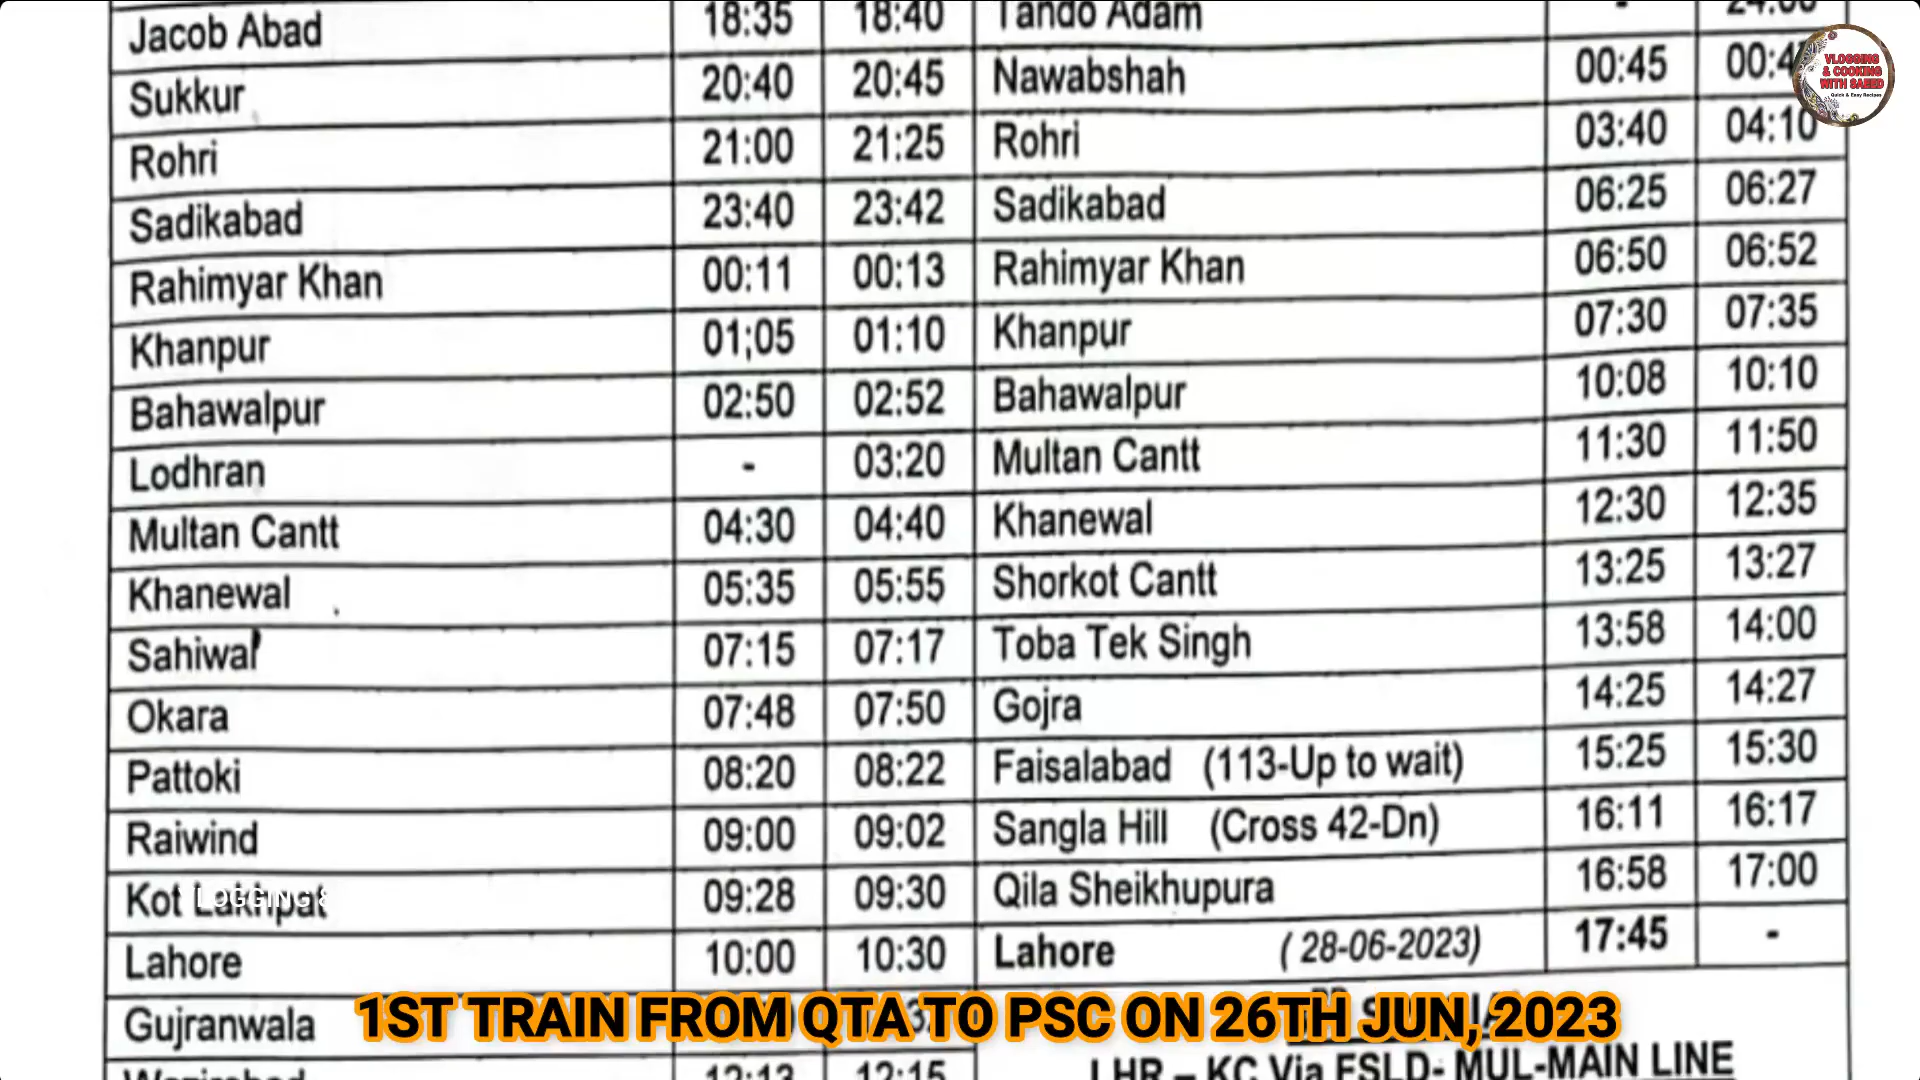 Jacob Abad 18:35 18:40 Tando Adam - 24:00
Sukkur 20:40 20:45 Nawabshah 00:45
Rohri 21:00 21:25 Rohri 03:40 04:10
Sadikabad 23:40 23:42 Sadikabad 06:25 06:27
Rahimyar Khan 00:11 00:13 Rahimyar Khan 06:50 06:52
Khanpur 01;05 01:10 Khanpur 07:30 07:35
Bahawalpur 02:50 02:52 Bahawalpur 10:08 10:10
Lodhran - 03:20 Multan Cantt 11:30 11:50
Multan Cantt 04:30 04:40 Khanewal 12:30 12:35
Khanewal 05:35 05:55 Shorkot Cantt 13:25 13:27
Sahiwal 07:15 07:17 Toba Tek Singh 13:58 14:00
Okara 07:48 07:50 Gojra 14:25 14:27
Pattoki 08:20 08:22 Faisalabad (113-Up to wait) 15:25 15:30
Raiwind 09:00 09:02 Sangla Hill (Cross 42-Dn) 16:11 16:17
Kot Lakhpat 09:28 09:30 Qila Sheikhupura 16:58 17:00
Lahore 10:00 10:30 Lahore ( 28-06-2023) 17:45 -
Gujranwala
Wazirabad 12:13 12:15
LHR – KC Via FSLD- MUL-MAIN LINE
1ST TRAIN FROM QTA TO PSC ON 26TH JUN, 2023
VLOGGING
& COOKING
WITH SAEED
Quick & Easy Recipes
LOGGING &